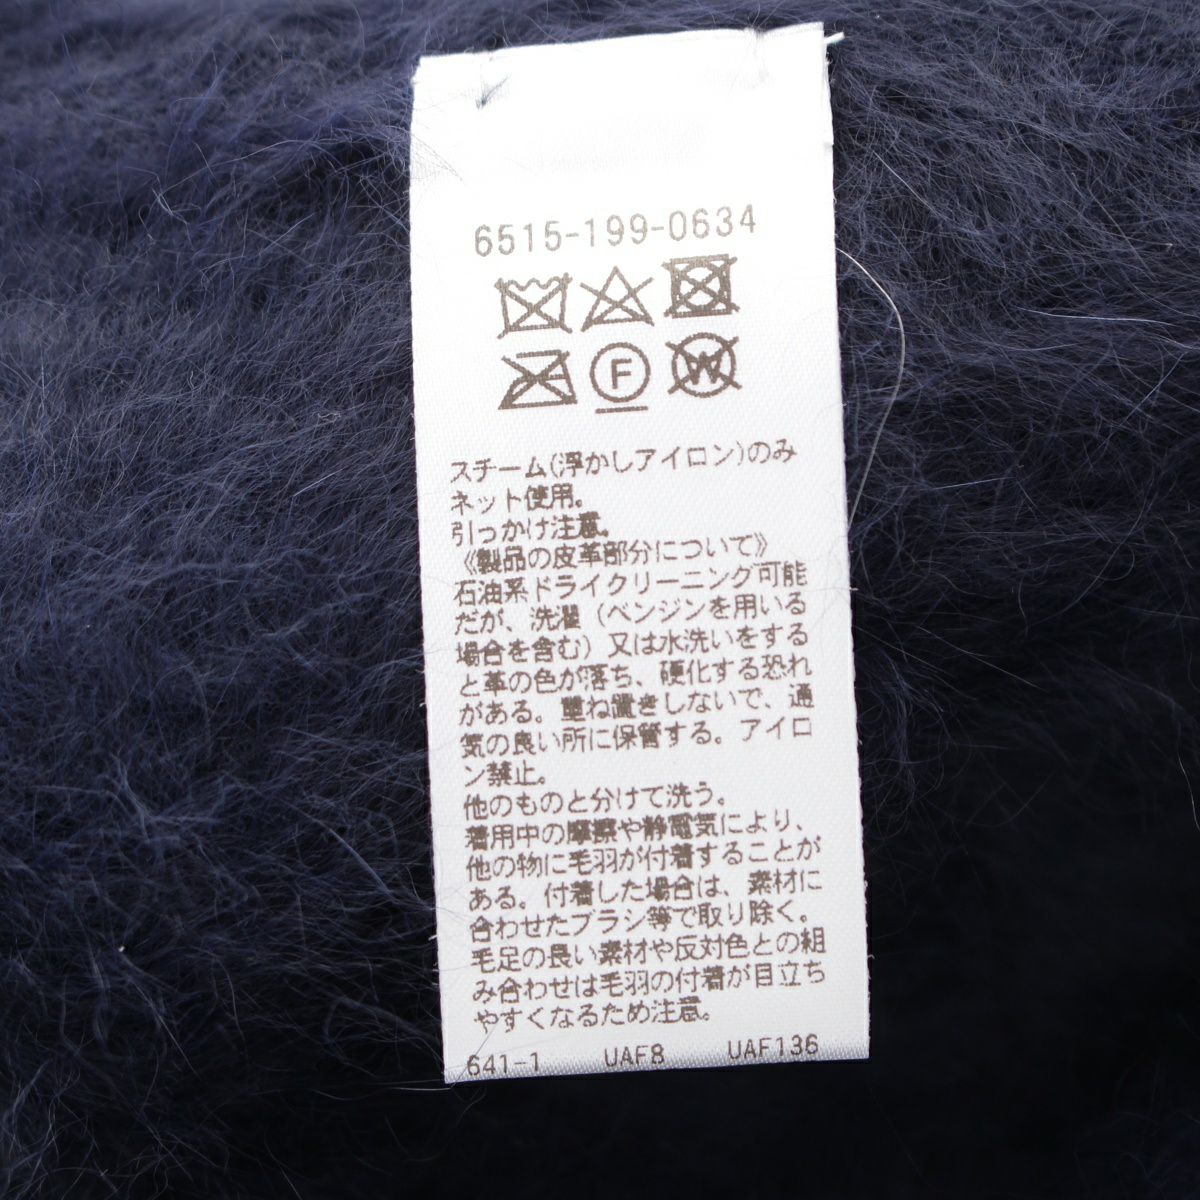 6515-199-0634
F W
スチーム(浮かしアイロン)のみ
ネット使用。
引っかけ注意。
《製品の皮革部分について》
石油系ドライクリーニング可能
だが、洗濯（ベンジンを用いる
場合を含む）又は水洗いをする
と革の色が落ち、硬化する恐れ
がある。重ね置きしないで、通
気の良い所に保管する。アイロ
ン禁止。
他のものと分けて洗う。
着用中の摩擦や静電気により、
他の物に毛羽が付着することが
ある。付着した場合は、素材に
合わせたブラシ等で取り除く。
毛足の長い素材や反対色との組
み合わせは毛羽の付着が目立ち
やすくなるため注意。
641-1 UAF8 UAF136